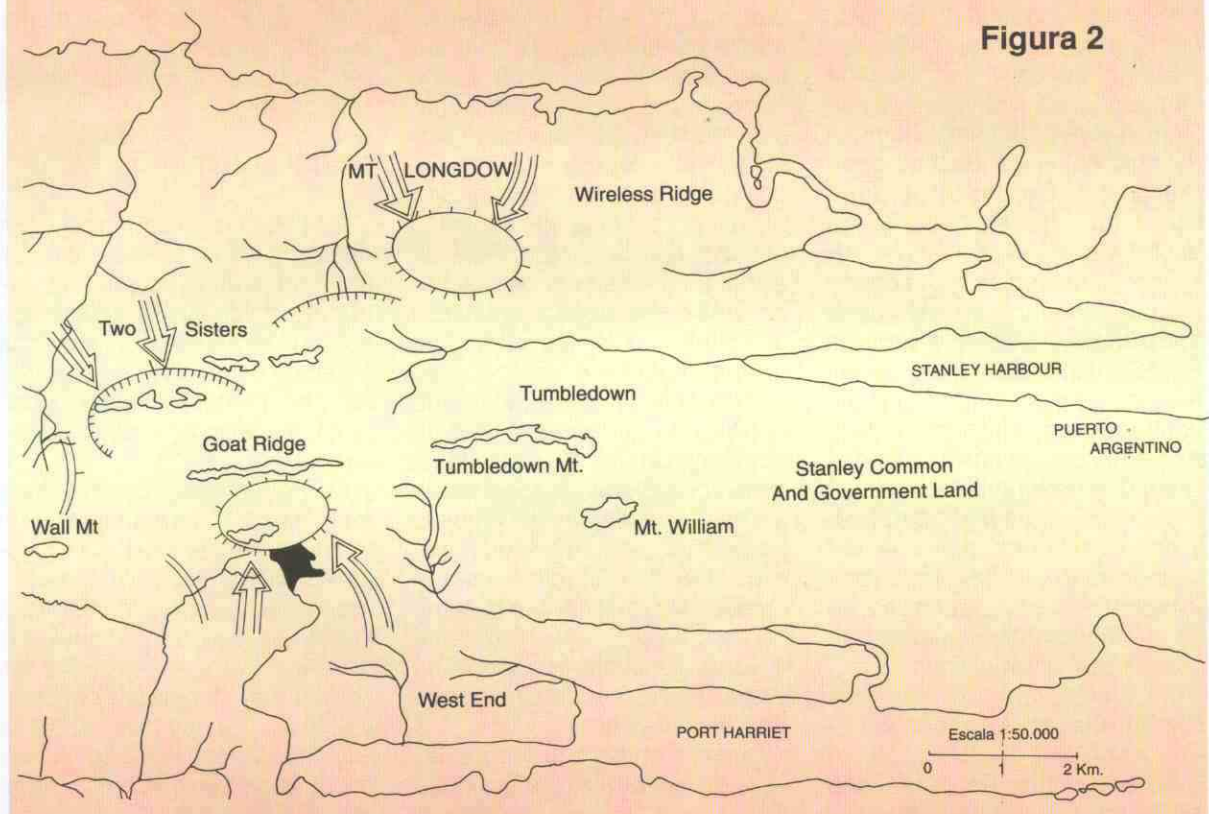 Figura 2
MT. LONGDOW
Wireless Ridge
Two Sisters
STANLEY HARBOUR
Tumbledown
PUERTO
ARGENTINO
Goat Ridge
Tumbledown Mt.
Stanley Common
And Government Land
Wall Mt
Mt. William
West End
PORT HARRIET
Escala 1:50.000
0 1 2 Km.